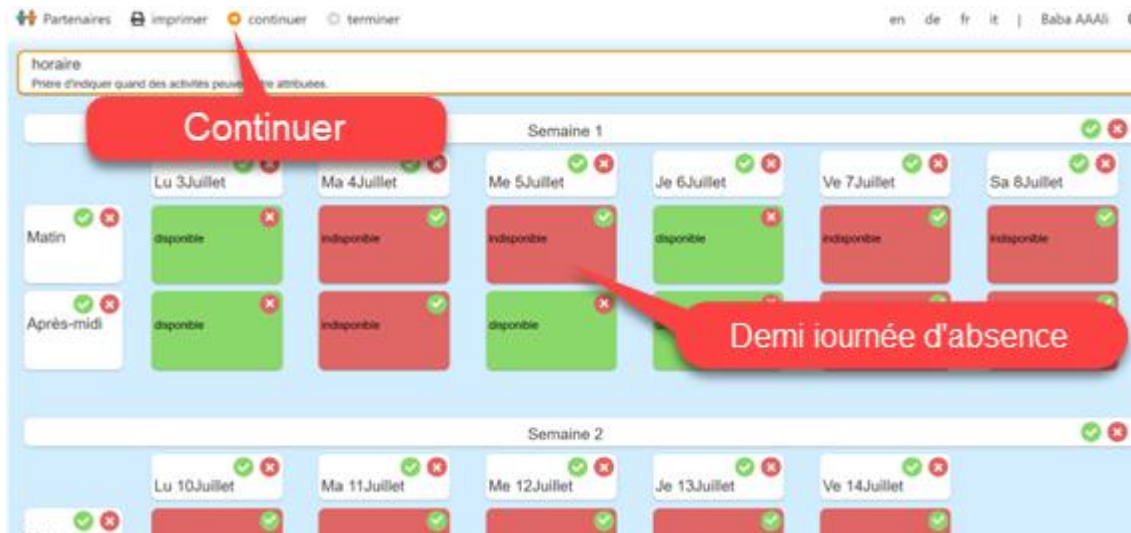 Partenaires imprimer continuer terminer en de fr it | Baba AAAli
horaire
Prière d'indiquer quand des activités peuvent être attribuées.
Continuer
Semaine 1
Lu 3Juillet Ma 4Juillet Me 5Juillet Je 6Juillet Ve 7Juillet Sa 8Juillet
Matin disponible indisponible indisponible disponible indisponible indisponible
Après-midi disponible indisponible disponible
Demi iournée d'absence
Semaine 2
Lu 10Juillet Ma 11Juillet Me 12Juillet Je 13Juillet Ve 14Juillet